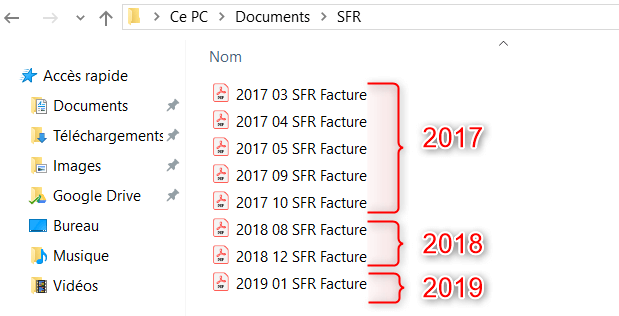 Ce PC > Documents > SFR
Nom
Accès rapide
Documents
Téléchargements
Images
Google Drive
Bureau
Musique
Vidéos
2017 03 SFR Facture
2017 04 SFR Facture
2017 05 SFR Facture
2017 09 SFR Facture
2017 10 SFR Facture
2018 08 SFR Facture
2018 12 SFR Facture
2019 01 SFR Facture
2017
2018
2019